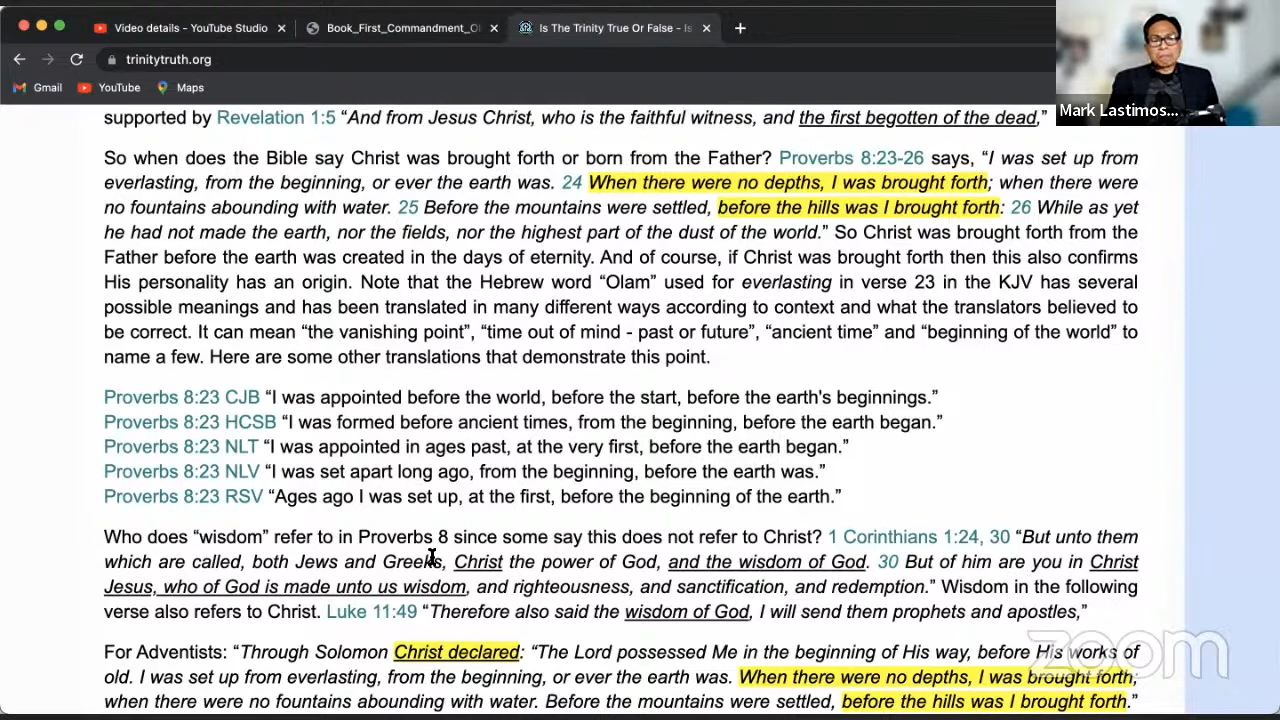 Video details - YouTube Studio
Book_First_Commandment_O
Is The Trinity True Or False - Is
trinitytruth.org
Gmail YouTube Maps
Mark Lastimos...
supported by Revelation 1:5 “And from Jesus Christ, who is the faithful witness, and the first begotten of the dead,”
So when does the Bible say Christ was brought forth or born from the Father? Proverbs 8:23-26 says, “I was set up from
everlasting, from the beginning, or ever the earth was. 24 When there were no depths, I was brought forth; when there were
no fountains abounding with water. 25 Before the mountains were settled, before the hills was I brought forth: 26 While as yet
he had not made the earth, nor the fields, nor the highest part of the dust of the world.” So Christ was brought forth from the
Father before the earth was created in the days of eternity. And of course, if Christ was brought forth then this also confirms
His personality has an origin. Note that the Hebrew word “Olam” used for everlasting in verse 23 in the KJV has several
possible meanings and has been translated in many different ways according to context and what the translators believed to
be correct. It can mean “the vanishing point”, “time out of mind - past or future”, “ancient time” and “beginning of the world” to
name a few. Here are some other translations that demonstrate this point.
Proverbs 8:23 CJB “I was appointed before the world, before the start, before the earth's beginnings.”
Proverbs 8:23 HCSB “I was formed before ancient times, from the beginning, before the earth began.”
Proverbs 8:23 NLT “I was appointed in ages past, at the very first, before the earth began.”
Proverbs 8:23 NLV “I was set apart long ago, from the beginning, before the earth was.”
Proverbs 8:23 RSV “Ages ago I was set up, at the first, before the beginning of the earth.”
Who does “wisdom” refer to in Proverbs 8 since some say this does not refer to Christ? 1 Corinthians 1:24, 30 “But unto them
which are called, both Jews and Greeks, Christ the power of God, and the wisdom of God. 30 But of him are you in Christ
Jesus, who of God is made unto us wisdom, and righteousness, and sanctification, and redemption.” Wisdom in the following
verse also refers to Christ. Luke 11:49 “Therefore also said the wisdom of God, I will send them prophets and apostles,”
For Adventists: “Through Solomon Christ declared: “The Lord possessed Me in the beginning of His way, before His works of
old. I was set up from everlasting, from the beginning, or ever the earth was. When there were no depths, I was brought forth;
when there were no fountains abounding with water. Before the mountains were settled, before the hills was I brought forth.”
zoom